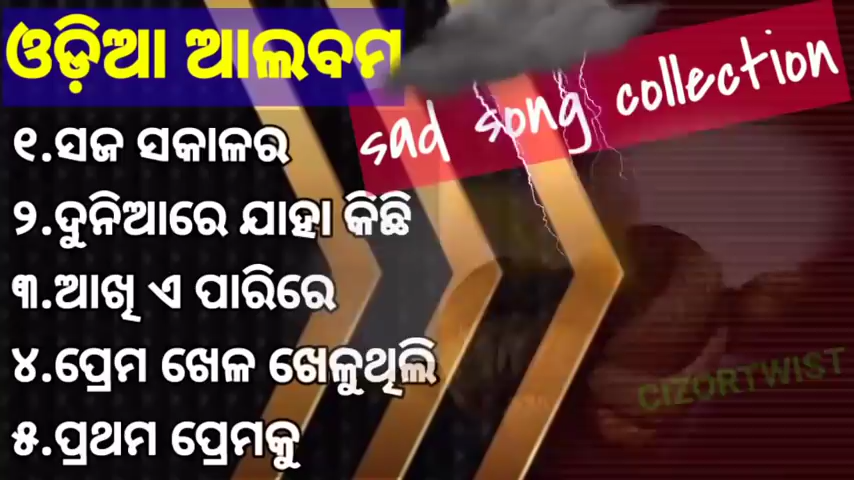 ଓଡ଼ିଆ ଆଲବମ
sad song collection
୧.ସଜ ସକାଳର
୨.ଦୁନିଆରେ ଯାହା କିଛି
୩.ଆଖି ଏ ପାରିରେ
୪.ପ୍ରେମ ଖେଳ ଖେଳୁଥିଲି
୫.ପ୍ରଥମ ପ୍ରେମକୁ
CIZORTWIST